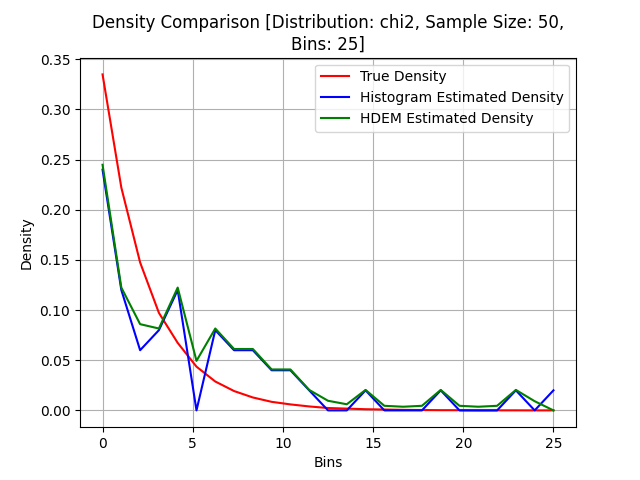 Density Comparison [Distribution: chi2, Sample Size: 50,
Bins: 25]
0.35
0.30
0.25
0.20
0.15
0.10
0.05
0.00
Density
True Density
Histogram Estimated Density
HDEM Estimated Density
0 5 10 15 20 25
Bins